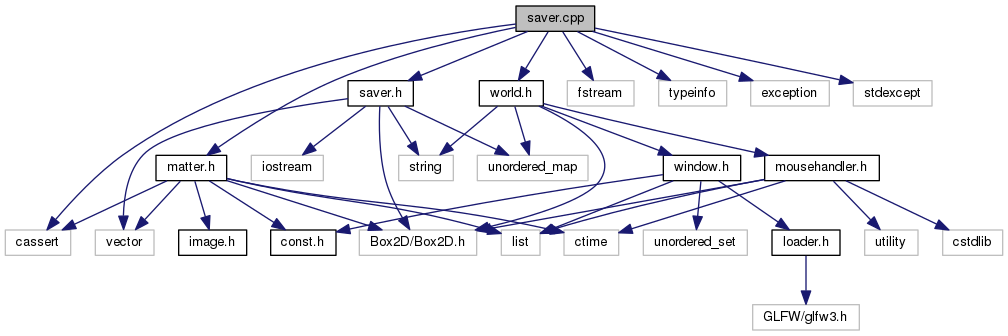 saver.cpp
saver.h
world.h
fstream
typeinfo
exception
stdexcept
matter.h
iostream
string
unordered_map
window.h
mousehandler.h
cassert
vector
image.h
const.h
Box2D/Box2D.h
list
ctime
unordered_set
loader.h
utility
cstdlib
GLFW/glfw3.h